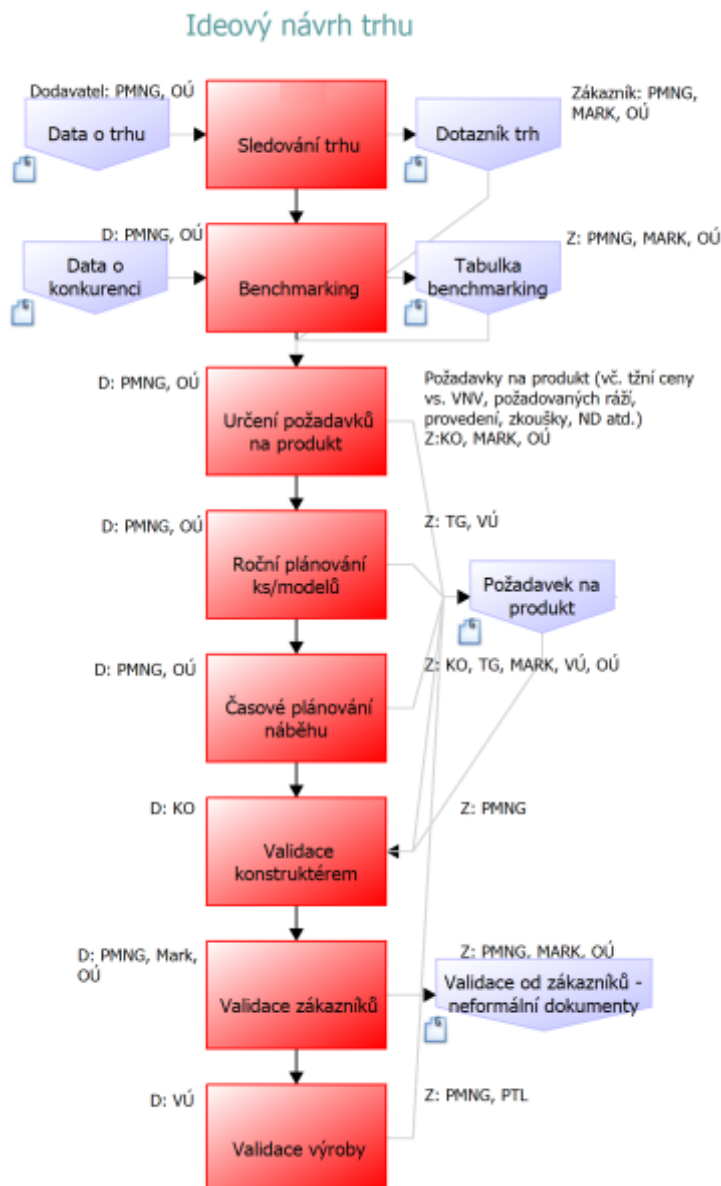 Ideový návrh trhu
Dodavatel: PMNG, OÚ
Data o trhu
Sledování trhu
Dotazník trh
Zákazník: PMNG,
MARK, OÚ
D: PMNG, OÚ
Data o
konkurenci
Benchmarking
Z: PMNG, MARK, OÚ
Tabulka
benchmarking
D: PMNG, OÚ
Určení požadavků
na produkt
Požadavky na produkt (vč. tžní ceny
vs. VNV, požadovaných ráží,
provedení, zkoušky, ND atd.)
Z:KO, MARK, OÚ
D: PMNG, OÚ
Roční plánování
ks/modelů
Z: TG, VÚ
Požadavek na
produkt
D: PMNG, OÚ
Časové plánování
náběhu
Z: KO, TG, MARK, VÚ, OÚ
D: KO
Validace
konstruktérem
Z: PMNG
D: PMNG, Mark,
OÚ
Validace zákazníků
Z: PMNG, MARK, OÚ
Validace od zákazníků -
neformální dokumenty
D: VÚ
Validace výroby
Z: PMNG, PTL